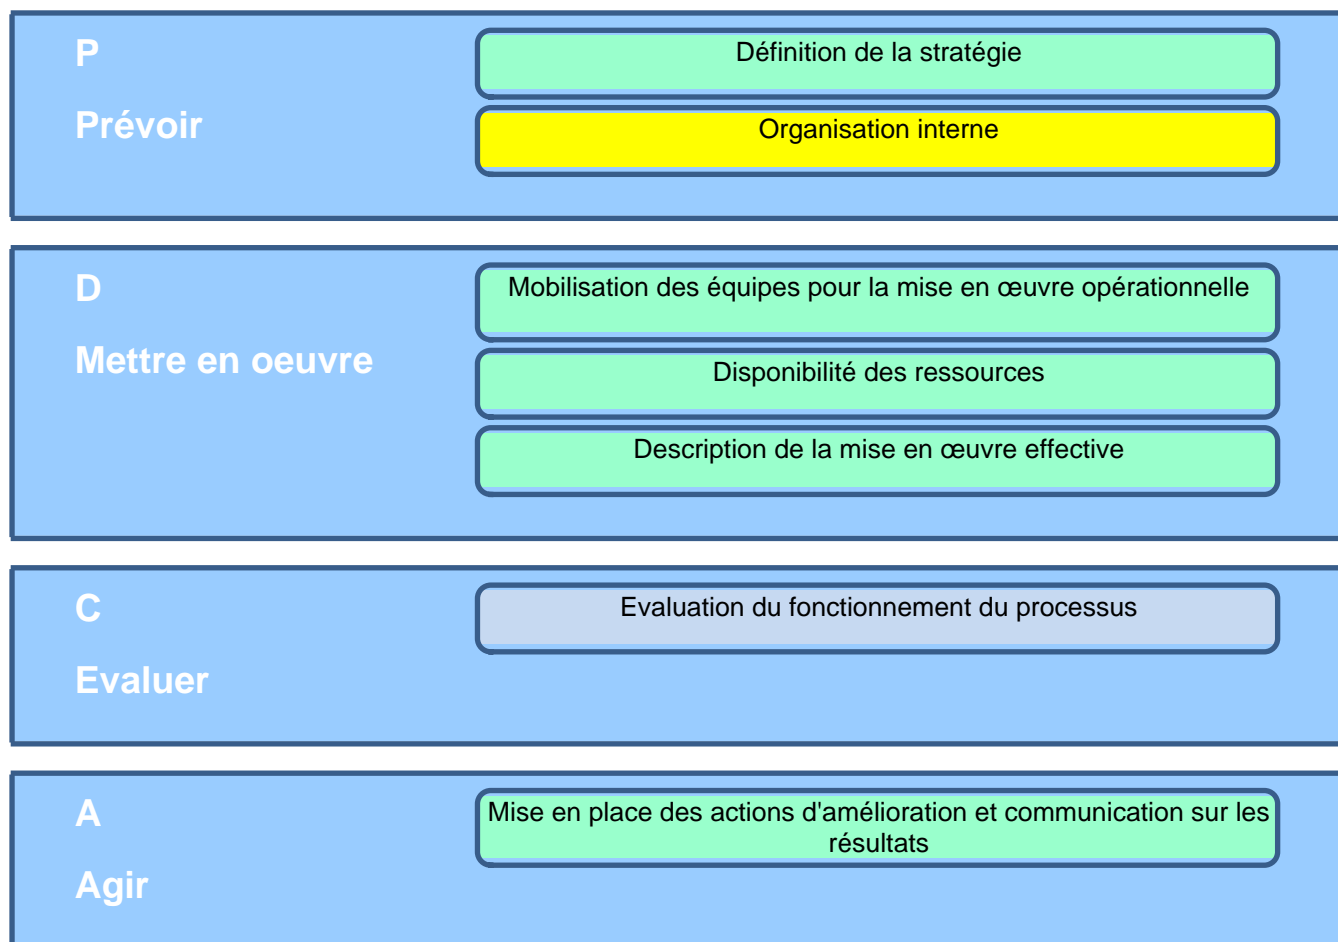 P
Prévoir
Définition de la stratégie
Organisation interne
D
Mettre en oeuvre
Mobilisation des équipes pour la mise en œuvre opérationnelle
Disponibilité des ressources
Description de la mise en œuvre effective
C
Evaluer
Evaluation du fonctionnement du processus
A
Agir
Mise en place des actions d'amélioration et communication sur les
résultats